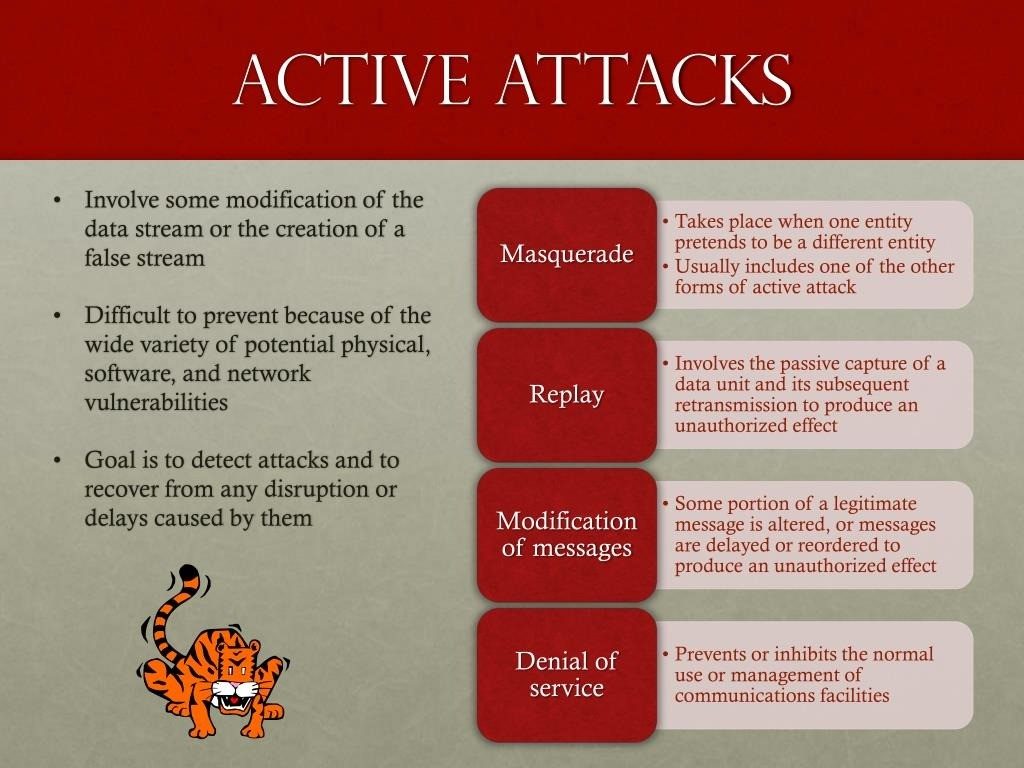 ACTIVE ATTACKS
• Involve some modification of the
data stream or the creation of a
false stream
• Difficult to prevent because of the
wide variety of potential physical,
software, and network
vulnerabilities
• Goal is to detect attacks and to
recover from any disruption or
delays caused by them
Masquerade
• Takes place when one entity
pretends to be a different entity
• Usually includes one of the other
forms of active attack
Replay
• Involves the passive capture of a
data unit and its subsequent
retransmission to produce an
unauthorized effect
Modification
of messages
• Some portion of a legitimate
message is altered, or messages
are delayed or reordered to
produce an unauthorized effect
Denial of
service
• Prevents or inhibits the normal
use or management of
communications facilities